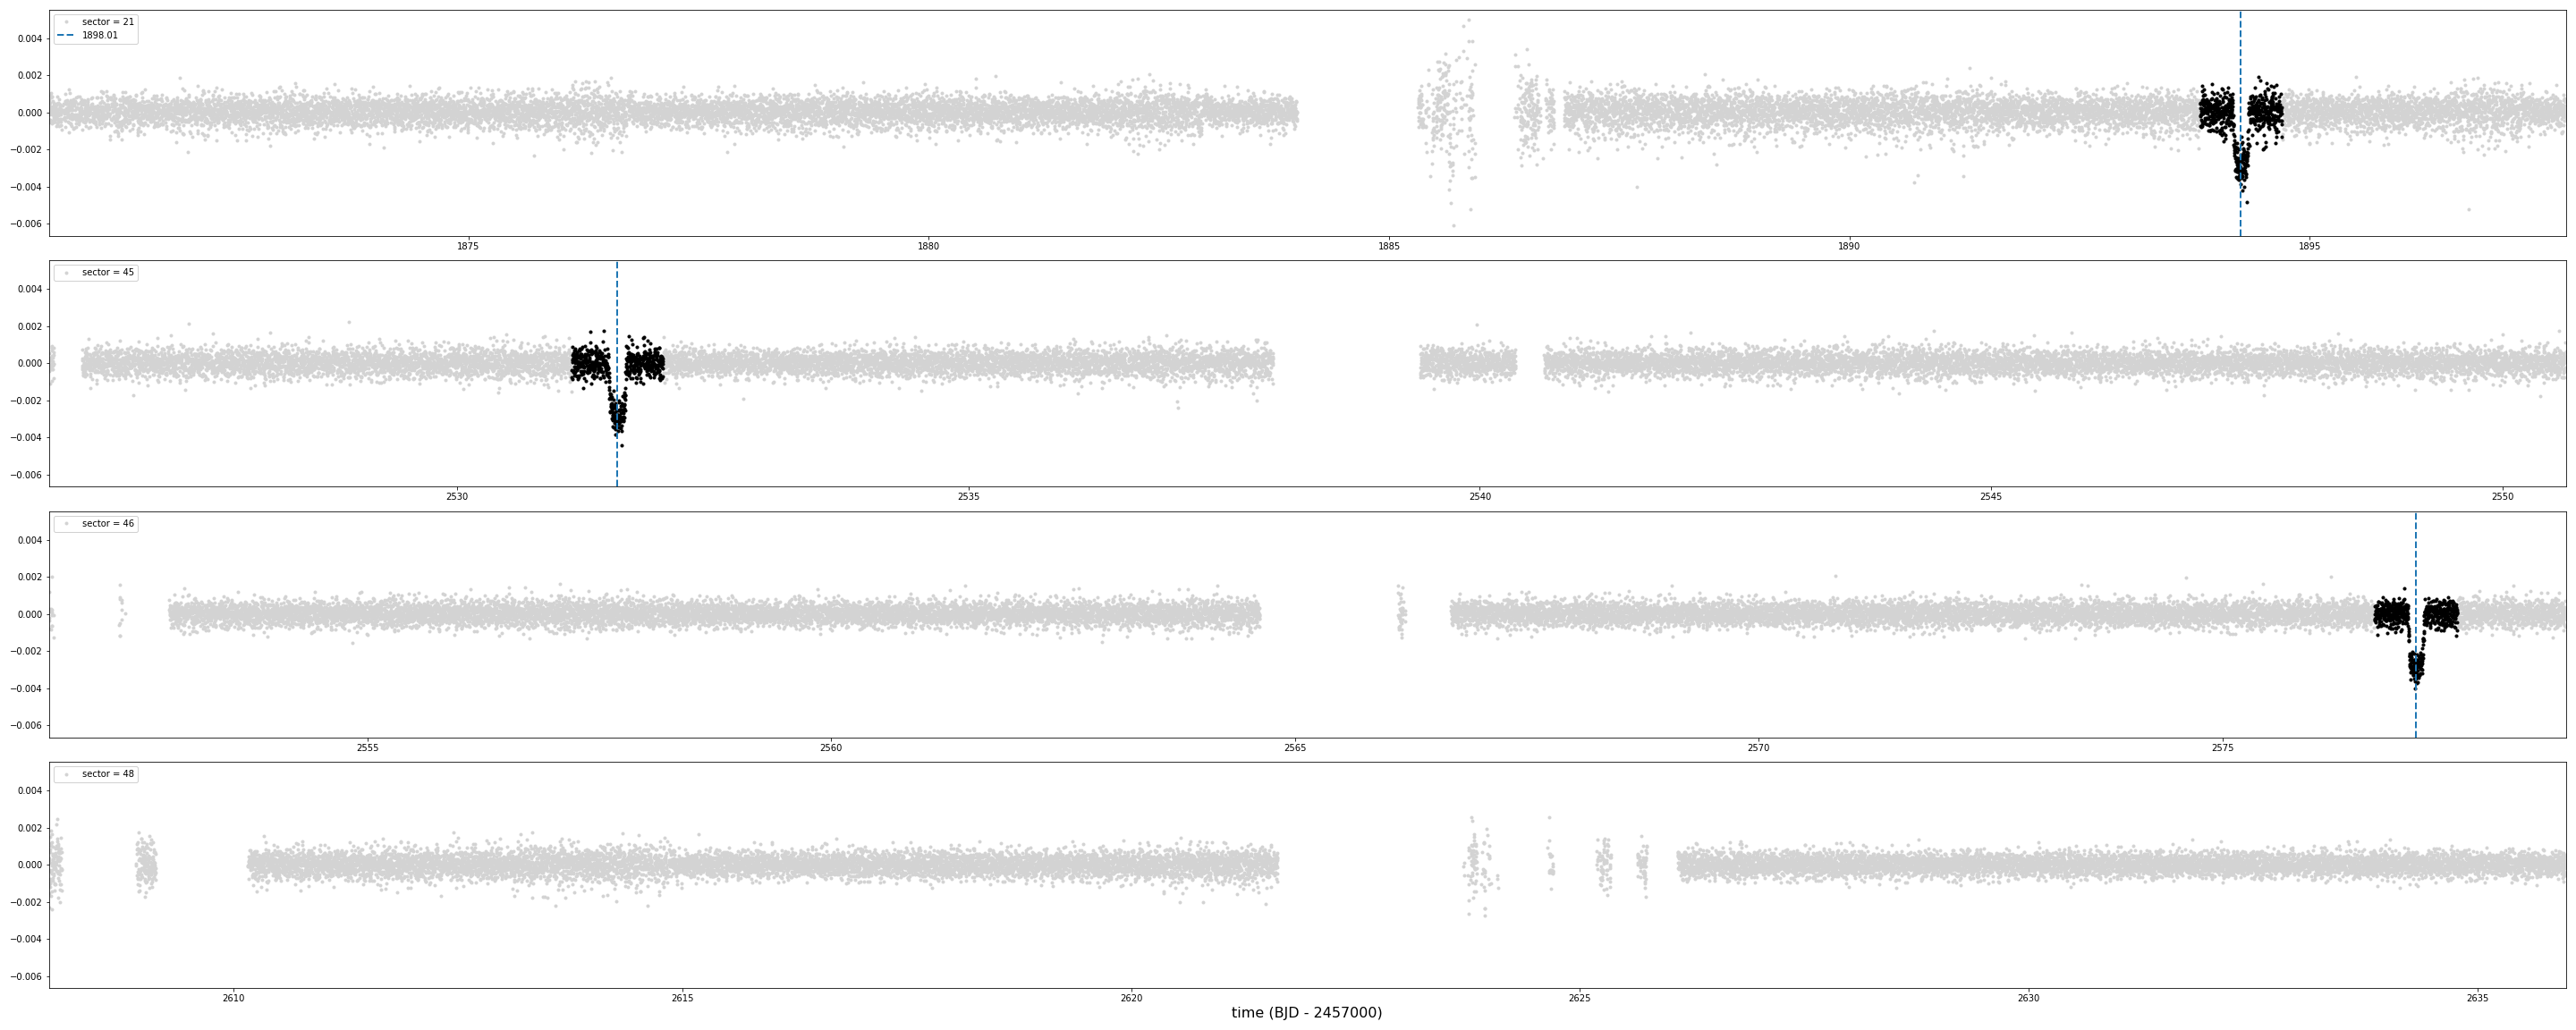 sector = 21
1898.01
0.004
0.002
0.000
−0.002
−0.004
−0.006
1875 1880 1885 1890 1895
sector = 45
0.004
0.002
0.000
−0.002
−0.004
−0.006
2530 2535 2540 2545 2550
sector = 46
0.004
0.002
0.000
−0.002
−0.004
−0.006
2555 2560 2565 2570 2575
sector = 48
0.004
0.002
0.000
−0.002
−0.004
−0.006
2610 2615 2620 2625 2630 2635
time (BJD - 2457000)